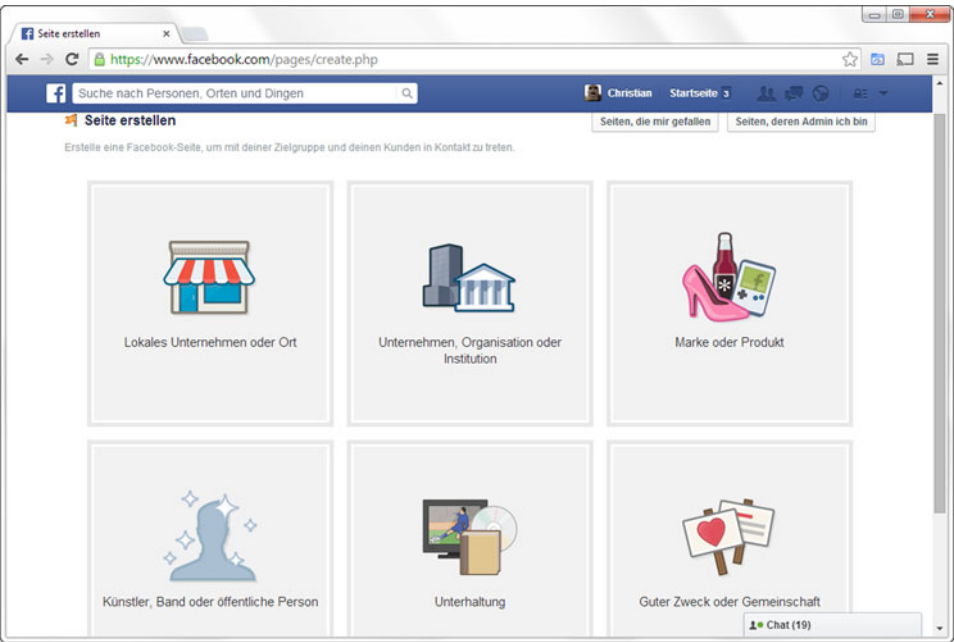 Seite erstellen
https://www.facebook.com/pages/create.php
Suche nach Personen, Orten und Dingen
Christian Startseite 3
Seite erstellen
Seiten, die mir gefallen
Seiten, deren Admin ich bin
Erstelle eine Facebook-Seite, um mit deiner Zielgruppe und deinen Kunden in Kontakt zu treten.
Lokales Unternehmen oder Ort
Unternehmen, Organisation oder
Institution
Marke oder Produkt
Künstler, Band oder öffentliche Person
Unterhaltung
Guter Zweck oder Gemeinschaft
Chat (19)